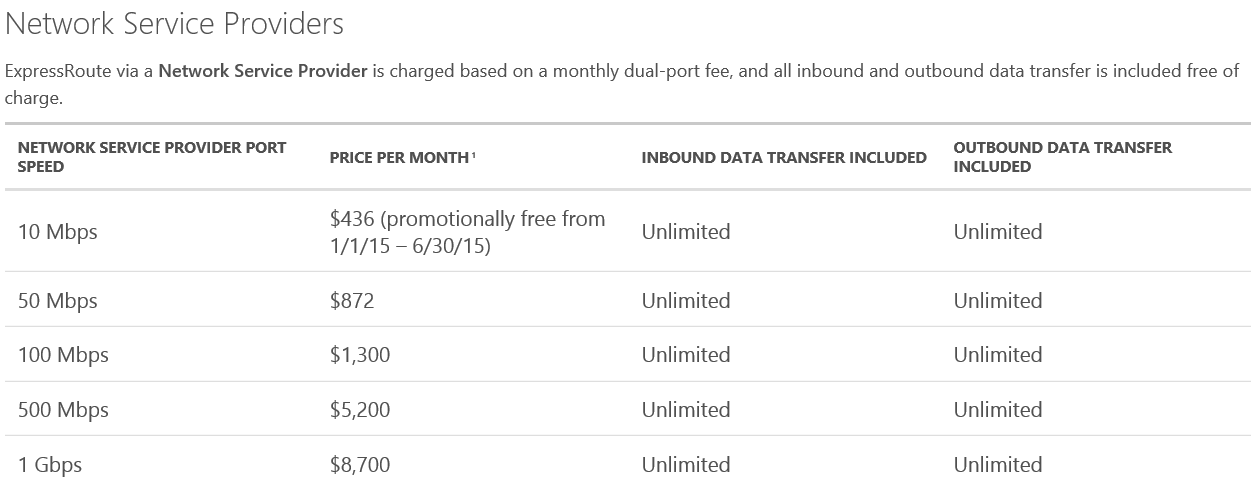 Network Service Providers
ExpressRoute via a Network Service Provider is charged based on a monthly dual-port fee, and all inbound and outbound data transfer is included free of
charge.
NETWORK SERVICE PROVIDER PORT
SPEED
PRICE PER MONTH ¹
INBOUND DATA TRANSFER INCLUDED
OUTBOUND DATA TRANSFER
INCLUDED
10 Mbps
$436 (promotionally free from
1/1/15 – 6/30/15)
Unlimited
Unlimited
50 Mbps
$872
Unlimited
Unlimited
100 Mbps
$1,300
Unlimited
Unlimited
500 Mbps
$5,200
Unlimited
Unlimited
1 Gbps
$8,700
Unlimited
Unlimited